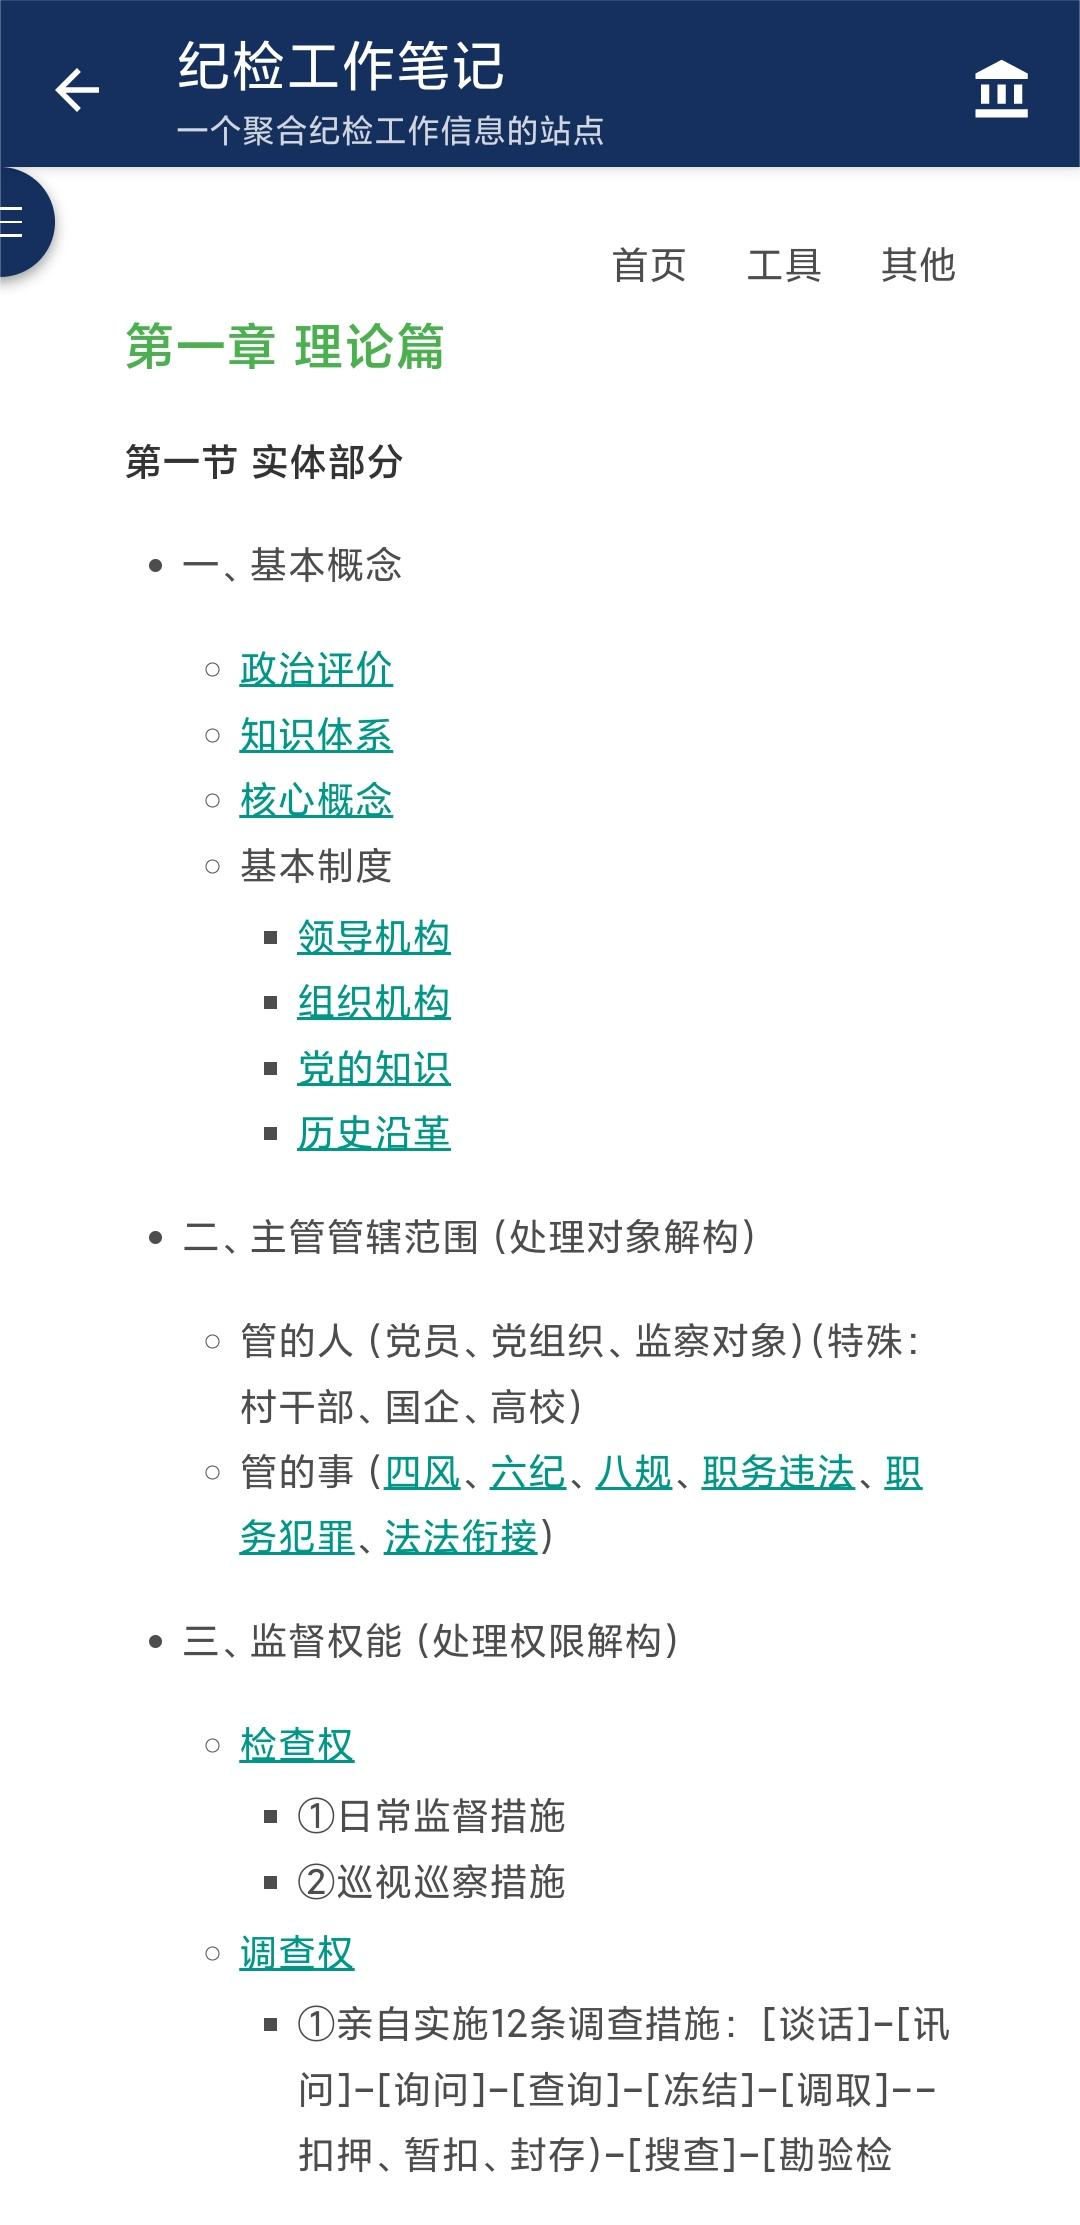 纪检工作笔记
一个聚合纪检工作信息的站点
首页 工具 其他
第一章 理论篇
第一节 实体部分
一、基本概念
政治评价
知识体系
核心概念
基本制度
领导机构
组织机构
党的知识
历史沿革
二、主管管辖范围（处理对象解构）
管的人（党员、党组织、监察对象）（特殊：
村干部、国企、高校）
管的事（四风、六纪、八规、职务违法、职
务犯罪、法法衔接）
三、监督权能（处理权限解构）
检查权
①日常监督措施
②巡视巡察措施
调查权
①亲自实施12条调查措施：[谈话]-[讯
问]-[询问]-[查询]-[冻结]-[调取]--
扣押、暂扣、封存)-[搜查]-[勘验检